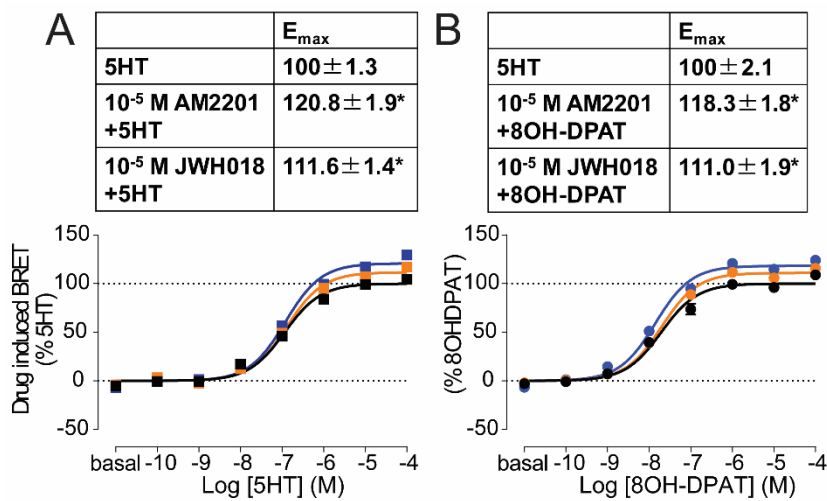 A
E_max
5HT 100±1.3
10^-5 M AM2201
+5HT 120.8±1.9*
10^-5 M JWH018
+5HT 111.6±1.4*
B
E_max
5HT 100±2.1
10^-5 M AM2201
+8OH-DPAT 118.3±1.8*
10^-5 M JWH018
+8OH-DPAT 111.0±1.9*
Drug induced BRET
(% 5HT)
150
100
50
0
-50
basal -10 -9 -8 -7 -6 -5 -4
Log [5HT] (M)
(% 8OHDPAT)
150
100
50
0
-50
basal -10 -9 -8 -7 -6 -5 -4
Log [8OH-DPAT] (M)